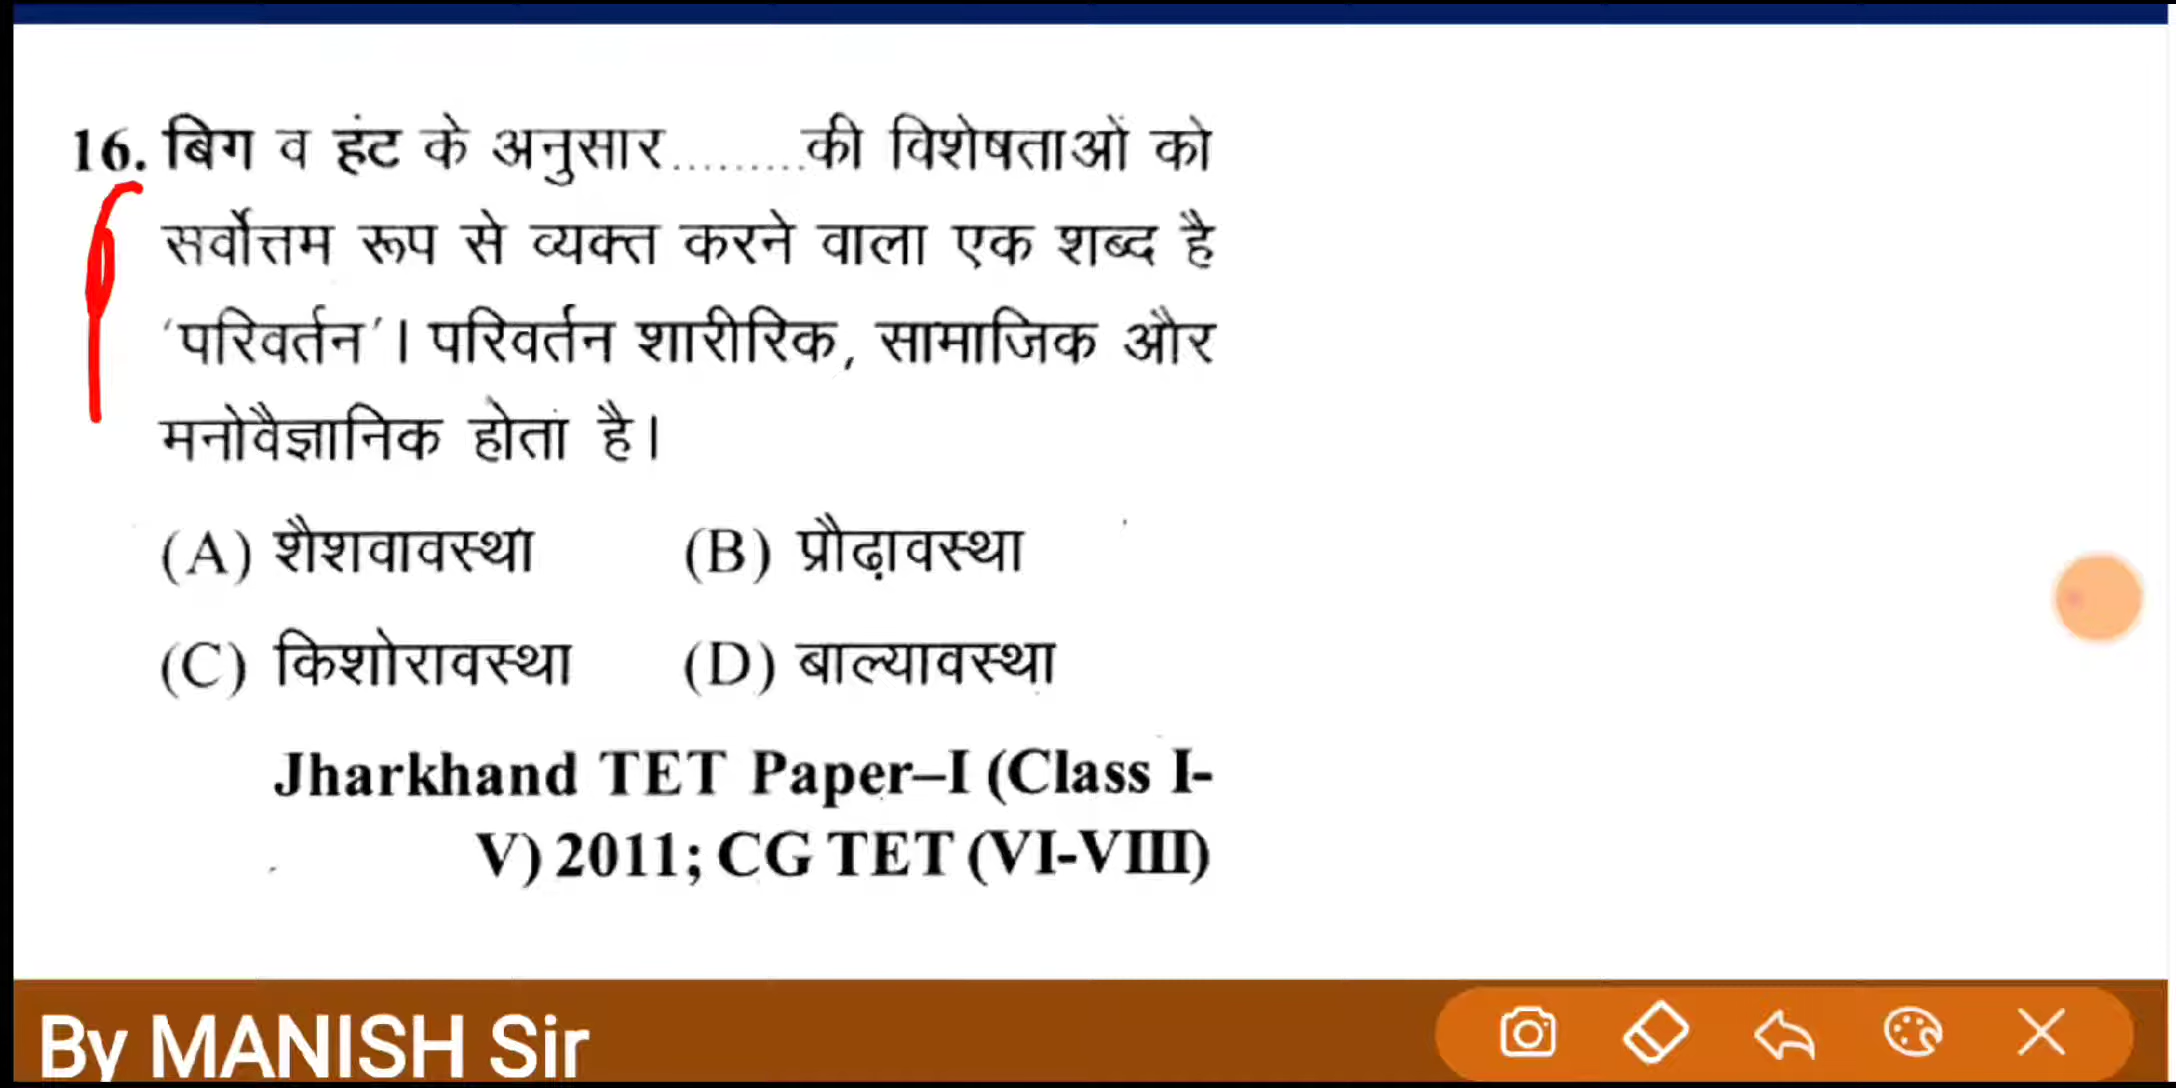 16. बिग व हंट के अनुसार.........की विशेषताओं को
सर्वोत्तम रूप से व्यक्त करने वाला एक शब्द है
'परिवर्तन'। परिवर्तन शारीरिक, सामाजिक और
मनोवैज्ञानिक होता है।
(A) शैशवावस्था (B) प्रौढ़ावस्था
(C) किशोरावस्था (D) बाल्यावस्था
Jharkhand TET Paper–I (Class I-
V) 2011; CG TET (VI-VIII)
By MANISH Sir